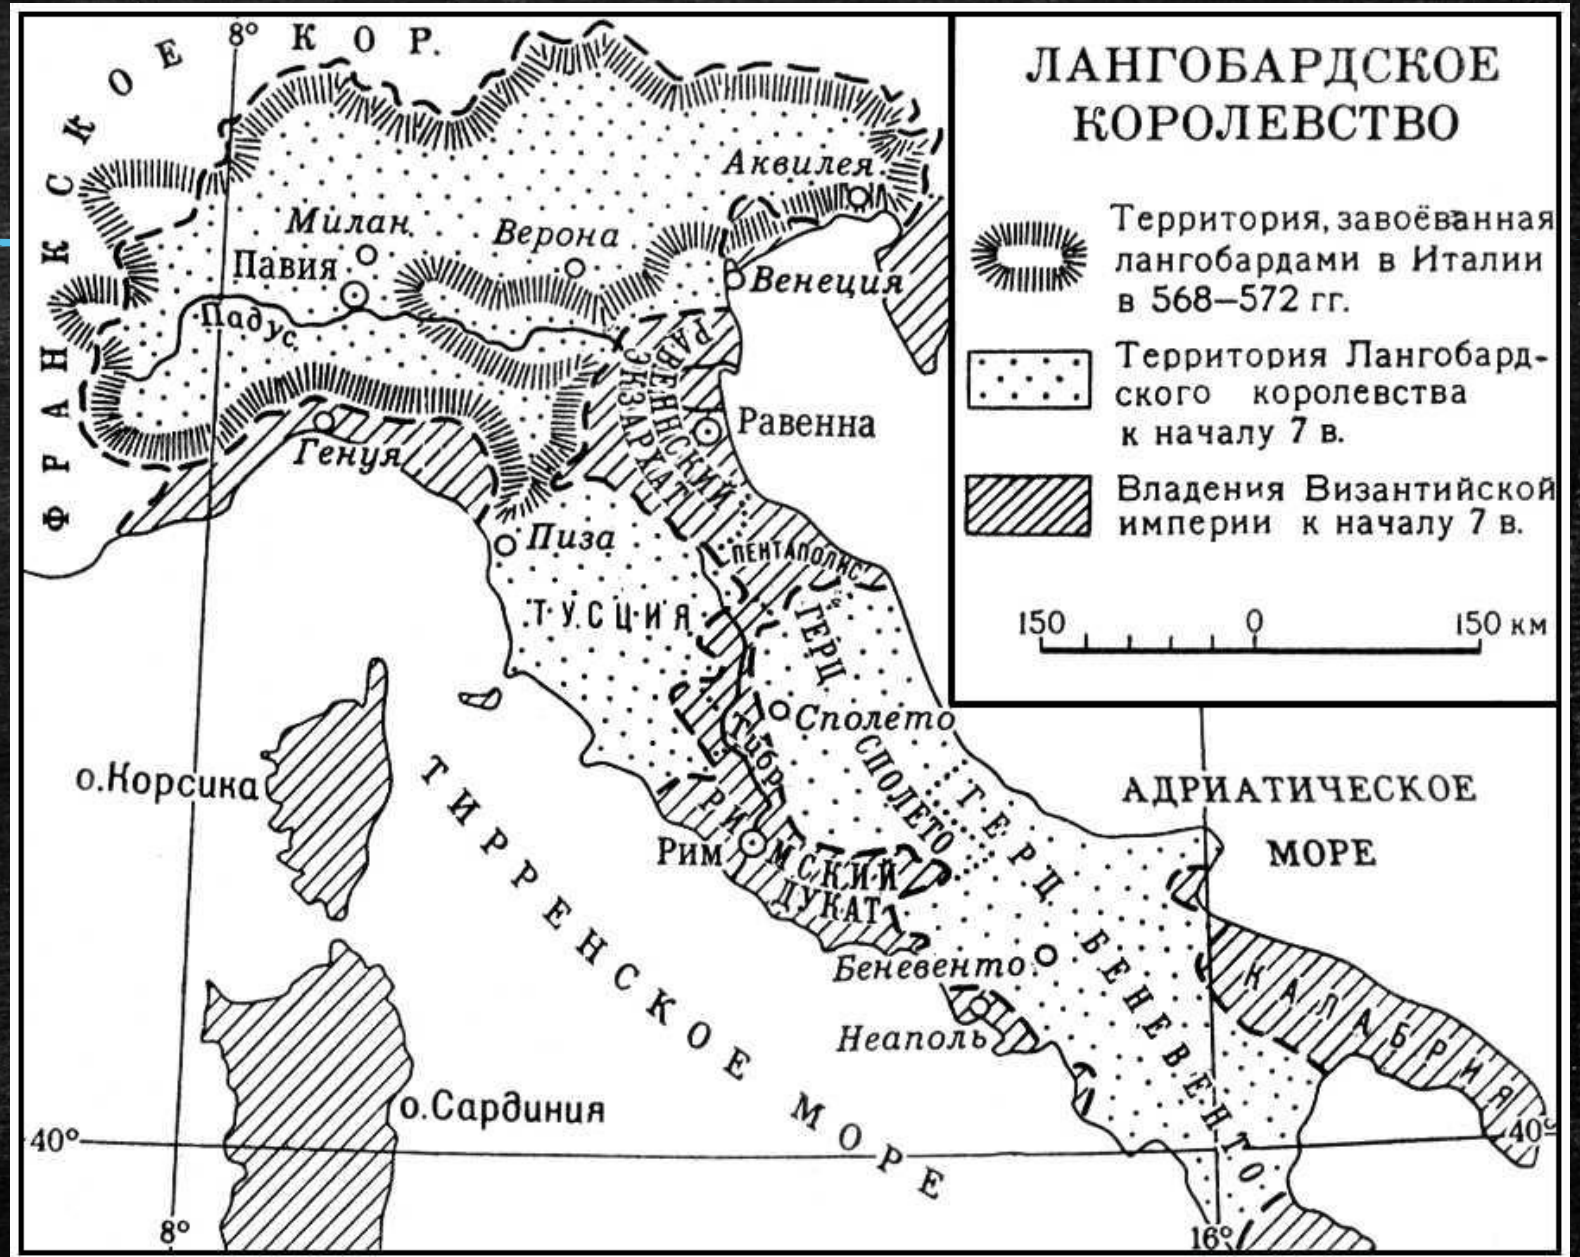 ФРАНКСКОЕ КОР.
8°
ЛАНГОБАРДСКОЕ
КОРОЛЕВСТВО
Территория, завоёванная
лангобардами в Италии
в 568–572 гг.
Территория Лангобард-
ского королевства
к началу 7 в.
Владения Византийской
империи к началу 7 в.
150 0 150 км
Аквилея
Милан
Верона
Павия
Венеция
Падус
РАВЕННСКИЙ
ЭКЗАРХАТ
Равенна
Генуя
Пиза
ПЕНТАПОЛИС
ТУСЦИЯ
ГЕРЦ
СПОЛЕТО
Сполето
Тибр
о.Корсика
ТИРРЕНСКОЕ МОРЕ
АДРИАТИЧЕСКОЕ
МОРЕ
Рим
РИМСКИЙ
ДУКАТ
ГЕРЦ
БЕНЕВЕНТО
Беневенто
КАЛАБРИЯ
Неаполь
о.Сардиния
40°
40°
8°
16°